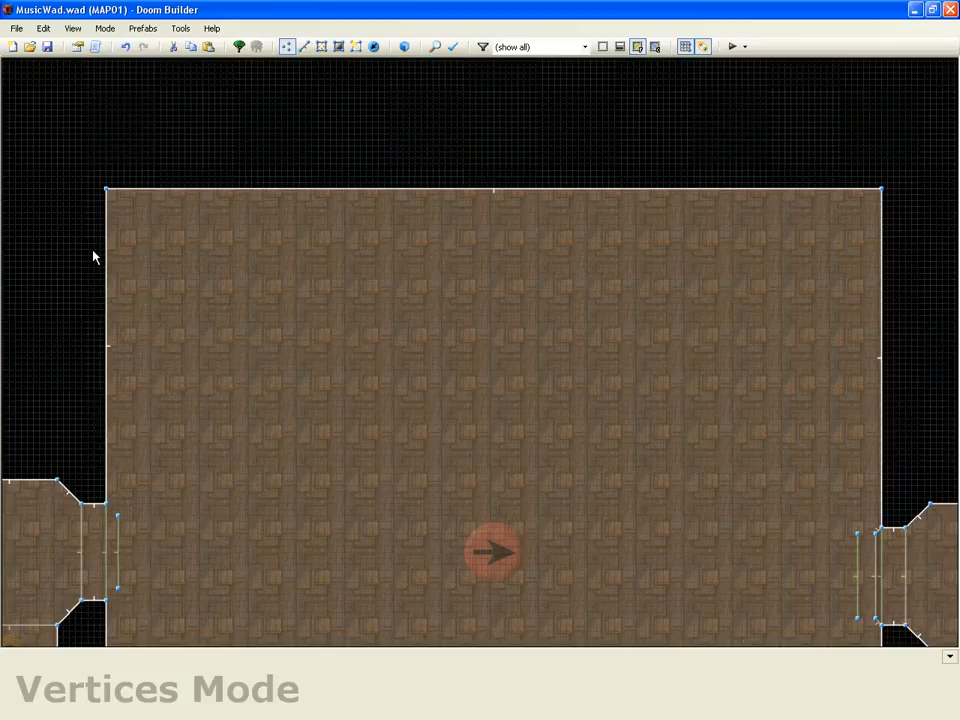 MusicWad.wad (MAP01) - Doom Builder
File Edit View Mode Prefabs Tools Help
(show all)
Vertices Mode